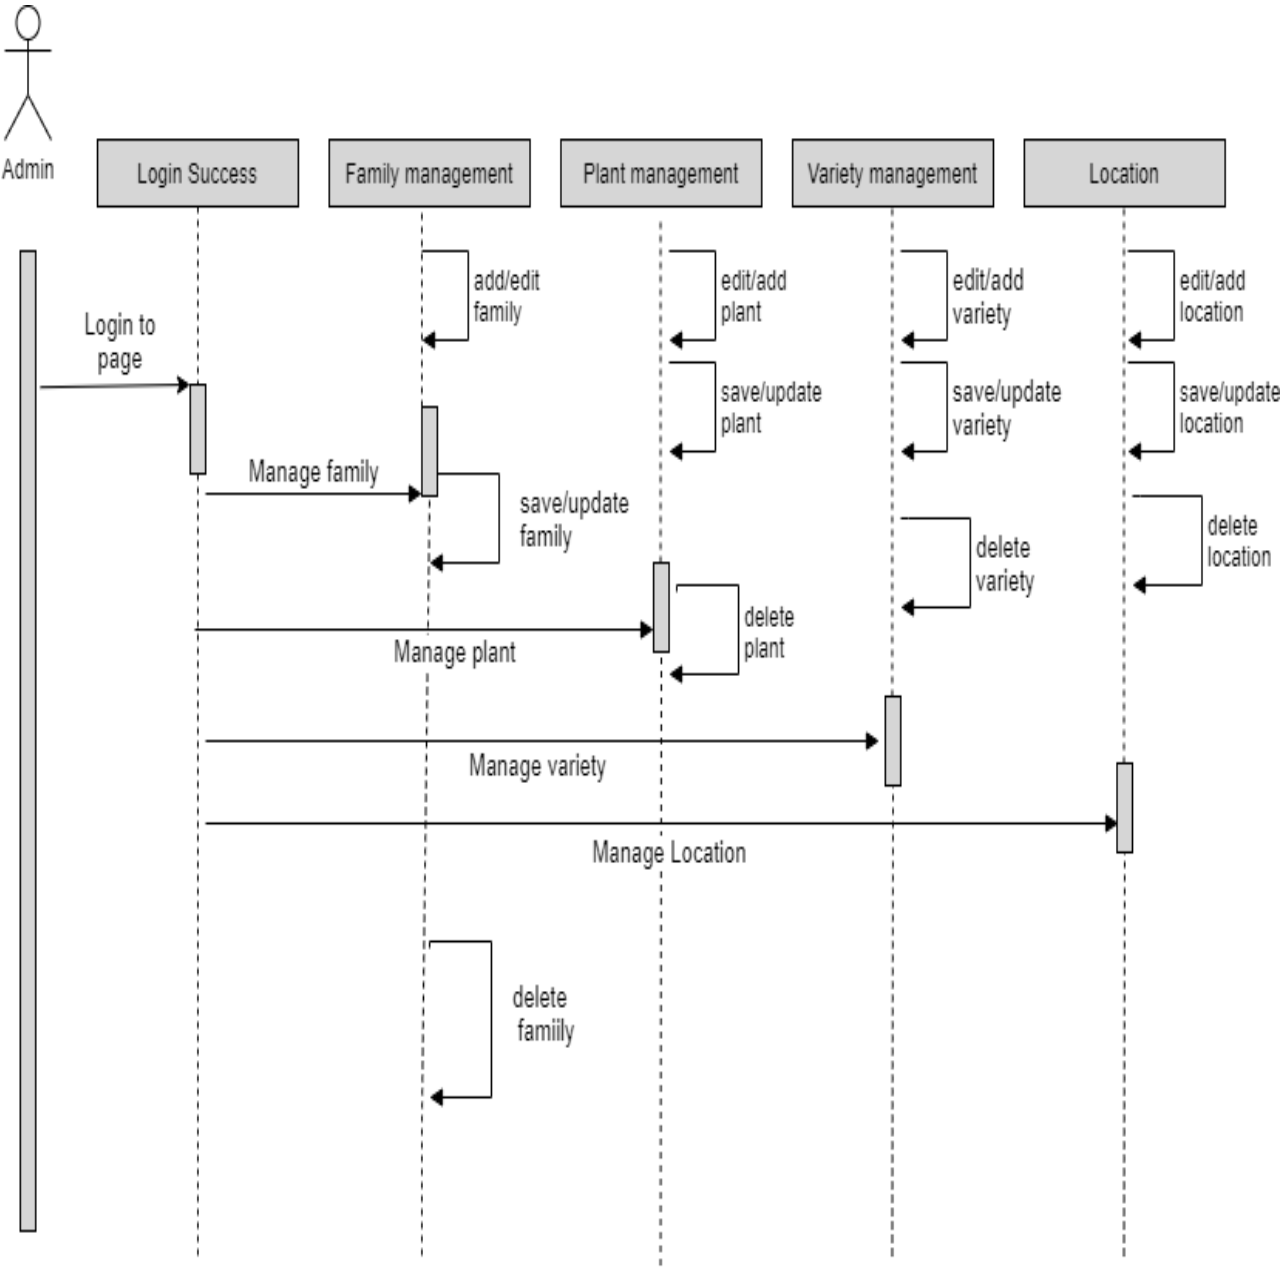 Admin
Login Success
Family management
Plant management
Variety management
Location
add/edit
family
edit/add
plant
edit/add
variety
edit/add
location
Login to
page
save/update
plant
save/update
variety
save/update
location
Manage family
save/update
family
delete
variety
delete
location
delete
plant
Manage plant
Manage variety
Manage Location
delete
famiily